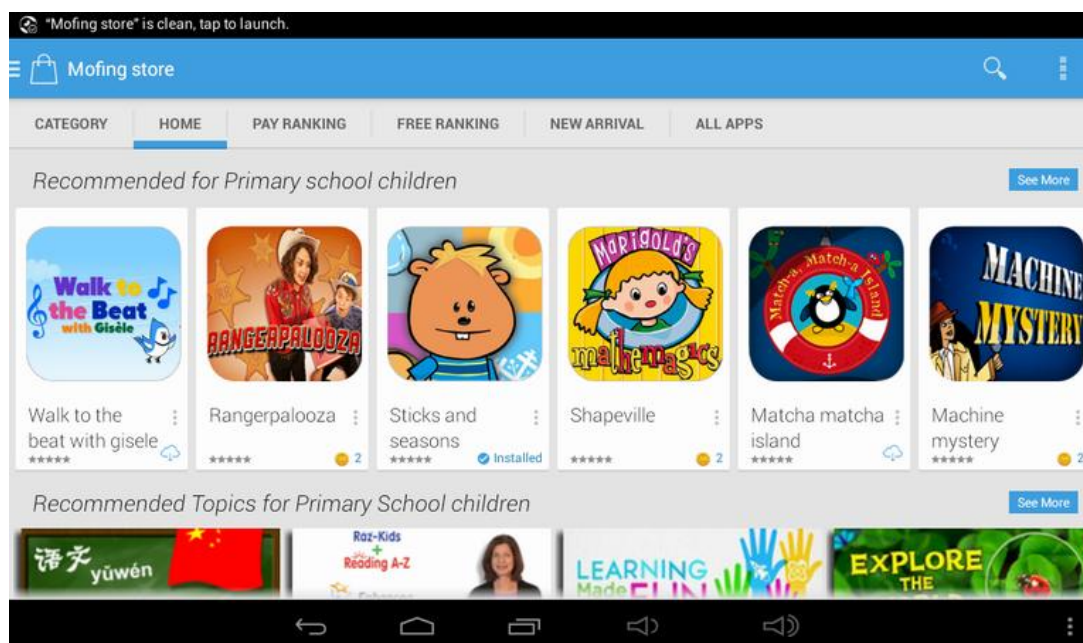 "Mofing store" is clean, tap to launch.
Mofing store
CATEGORY HOME PAY RANKING FREE RANKING NEW ARRIVAL ALL APPS
Recommended for Primary school children See More
Walk to
the Beat
with Gisèle
RANGERPALOOZA
MARIGOLD'S
mathemagics
Match-a, Match-a Island
MACHINE
MYSTERY
Walk to the
beat with gisele
Rangerpalooza
2
Sticks and
seasons
Installed
Shapeville
2
Matcha matcha
island
Machine
mystery
2
Recommended Topics for Primary School children See More
语文 yǔwén
Raz-Kids
+
Reading A-Z
LEARNING
Made FUN
EXPLORE
THE